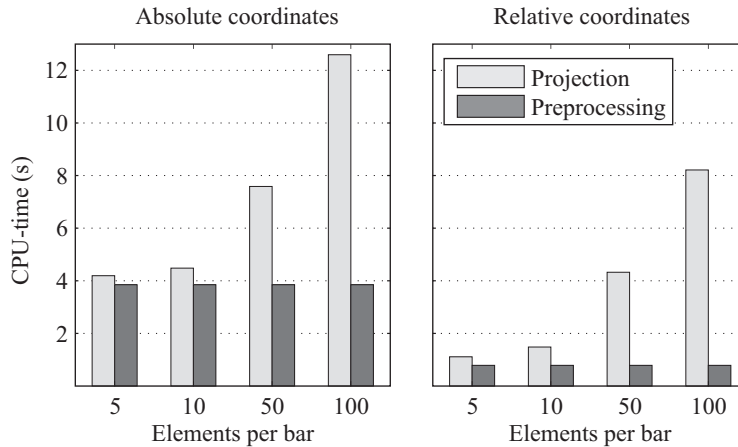 Absolute coordinates
Relative coordinates
12
10
8
6
4
2
CPU-time (s)
Projection
Preprocessing
5 10 50 100
5 10 50 100
Elements per bar
Elements per bar